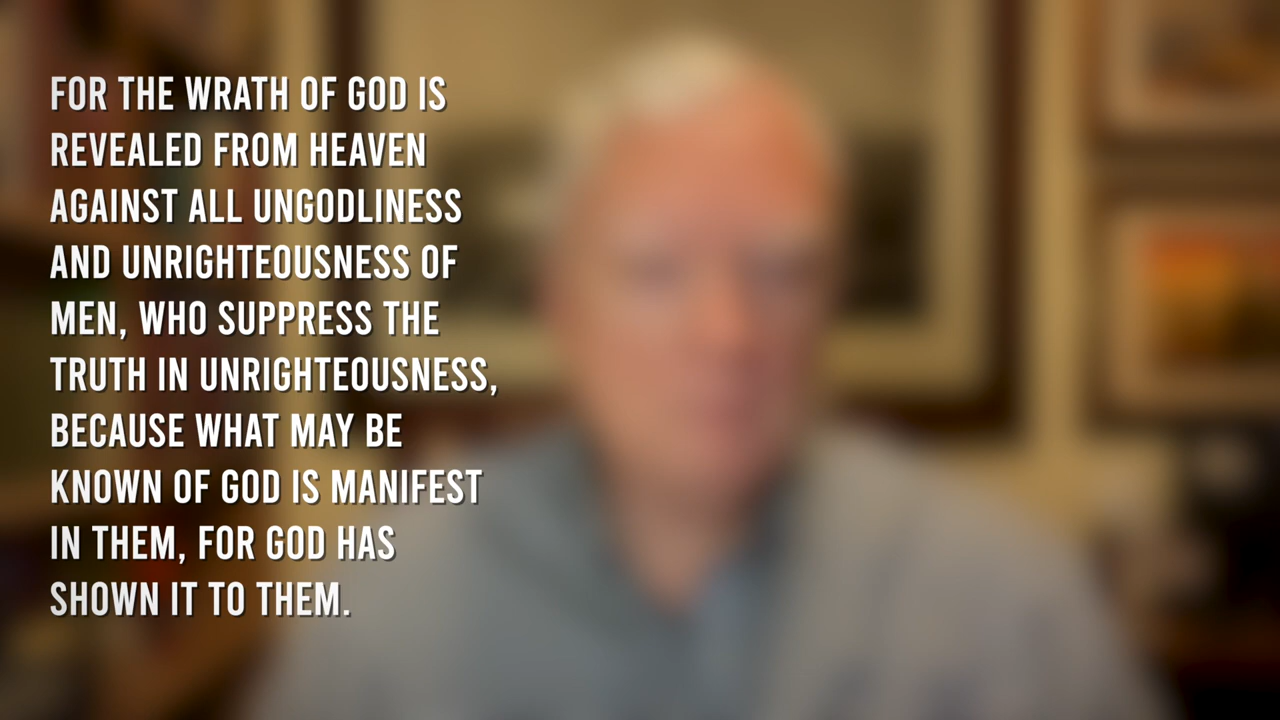 FOR THE WRATH OF GOD IS
REVEALED FROM HEAVEN
AGAINST ALL UNGODLINESS
AND UNRIGHTEOUSNESS OF
MEN, WHO SUPPRESS THE
TRUTH IN UNRIGHTEOUSNESS,
BECAUSE WHAT MAY BE
KNOWN OF GOD IS MANIFEST
IN THEM, FOR GOD HAS
SHOWN IT TO THEM.